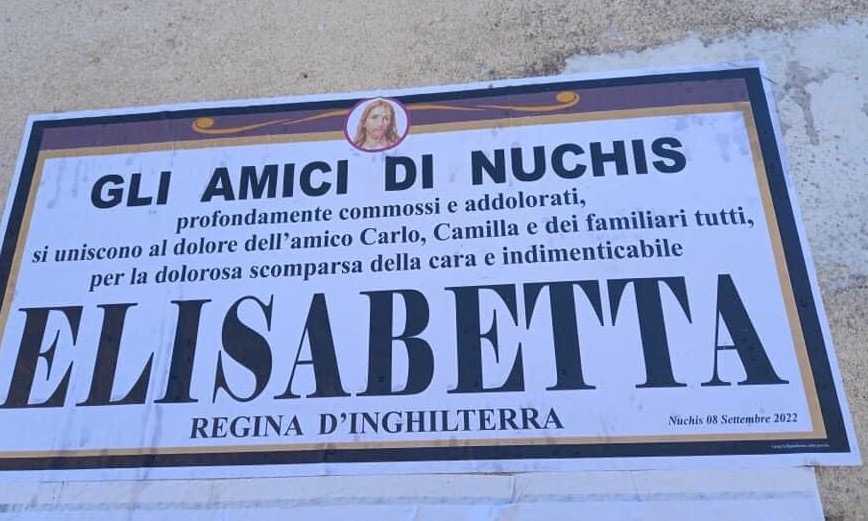 GLI AMICI DI NUCHIS
profondamente commossi e addolorati,
si uniscono al dolore dell'amico Carlo, Camilla e dei familiari tutti,
per la dolorosa scomparsa della cara e indimenticabile
ELISABETTA
REGINA D'INGHILTERRA
Nuchis 08 Settembre 2022